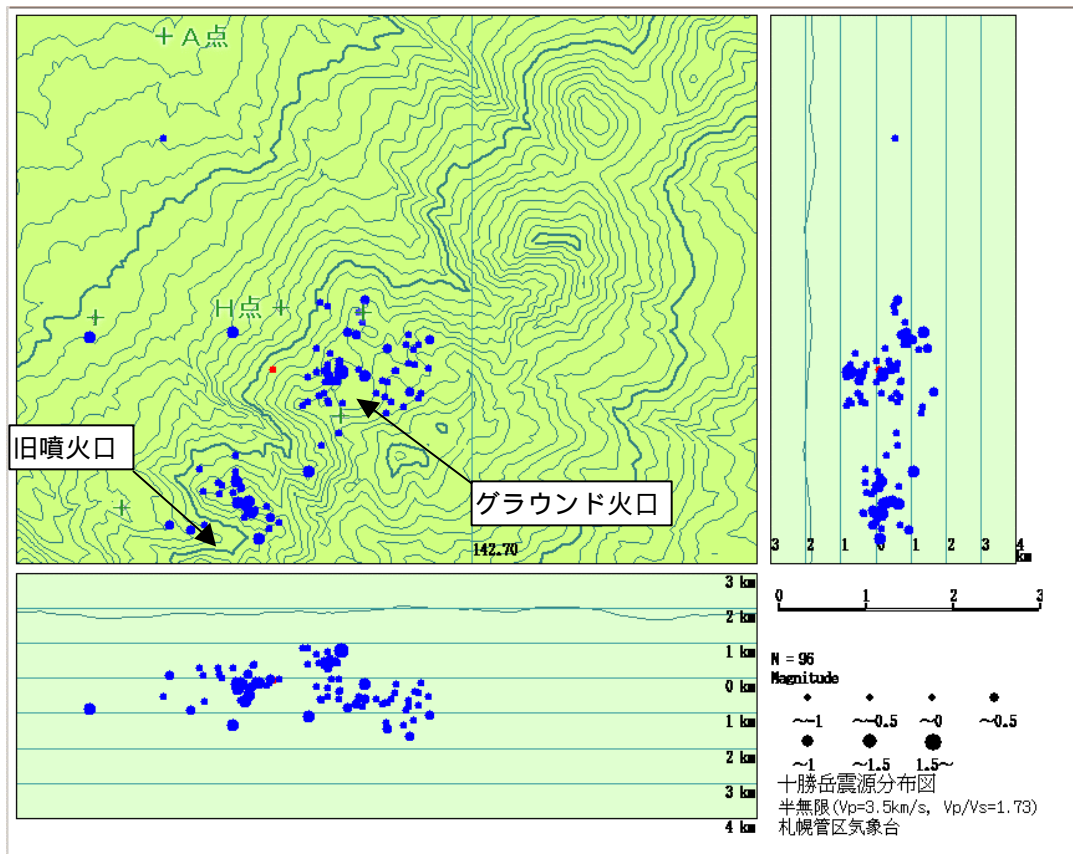 A点
H点
旧噴火口
グラウンド火口
142.70
3 2 1 0 1 2 3 4
km
3 km
2 km
1 km
0 km
1 km
2 km
3 km
4 km
0 1 2 3
N = 96
Magnitude
~-1 ~-0.5 ~0 ~0.5
~1 ~1.5 1.5~
十勝岳震源分布図
半無限(Vp=3.5km/s, Vp/Vs=1.73)
札幌管区気象台